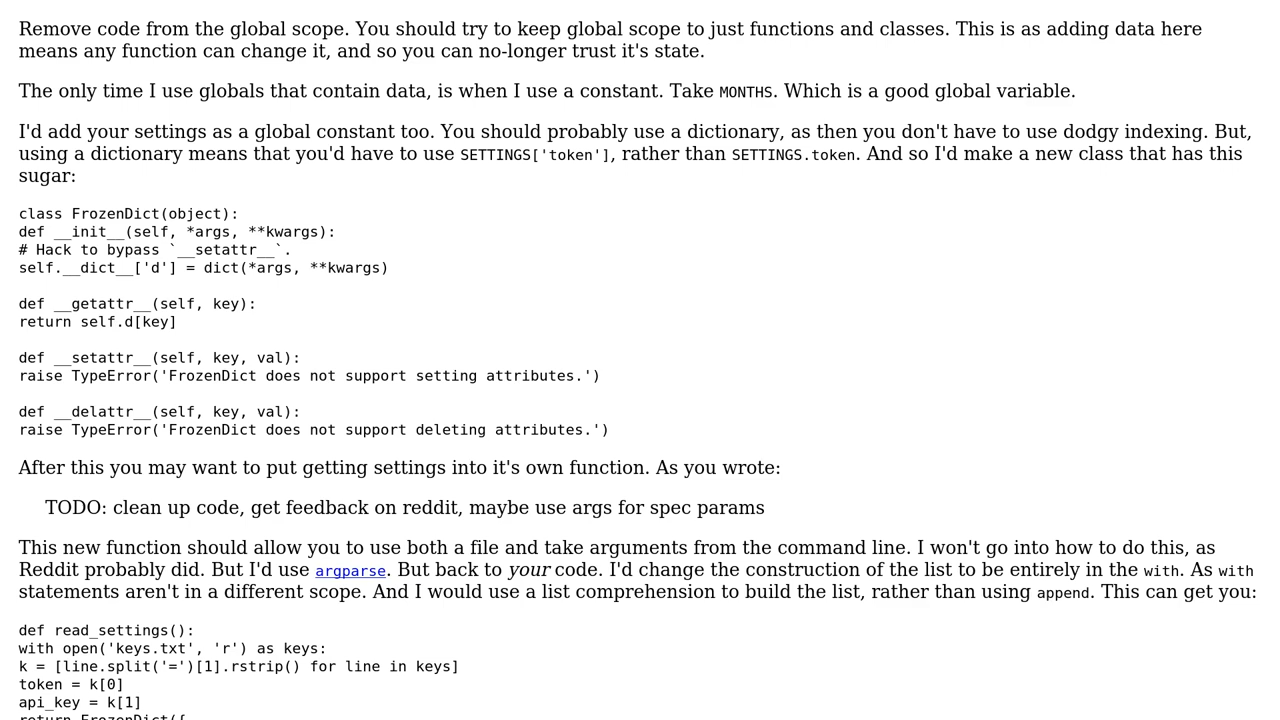 Remove code from the global scope. You should try to keep global scope to just functions and classes. This is as adding data here
means any function can change it, and so you can no-longer trust it's state.
The only time I use globals that contain data, is when I use a constant. Take MONTHS. Which is a good global variable.
I'd add your settings as a global constant too. You should probably use a dictionary, as then you don't have to use dodgy indexing. But,
using a dictionary means that you'd have to use SETTINGS['token'], rather than SETTINGS.token. And so I'd make a new class that has this
sugar:
class FrozenDict(object):
def __init__(self, *args, **kwargs):
# Hack to bypass `__setattr__`.
self.__dict__['d'] = dict(*args, **kwargs)
def __getattr__(self, key):
return self.d[key]
def __setattr__(self, key, val):
raise TypeError('FrozenDict does not support setting attributes.')
def __delattr__(self, key, val):
raise TypeError('FrozenDict does not support deleting attributes.')
After this you may want to put getting settings into it's own function. As you wrote:
TODO: clean up code, get feedback on reddit, maybe use args for spec params
This new function should allow you to use both a file and take arguments from the command line. I won't go into how to do this, as
Reddit probably did. But I'd use argparse. But back to your code. I'd change the construction of the list to be entirely in the with. As with
statements aren't in a different scope. And I would use a list comprehension to build the list, rather than using append. This can get you:
def read_settings():
with open('keys.txt', 'r') as keys:
k = [line.split('=')[1].rstrip() for line in keys]
token = k[0]
api_key = k[1]
return FrozenDict({